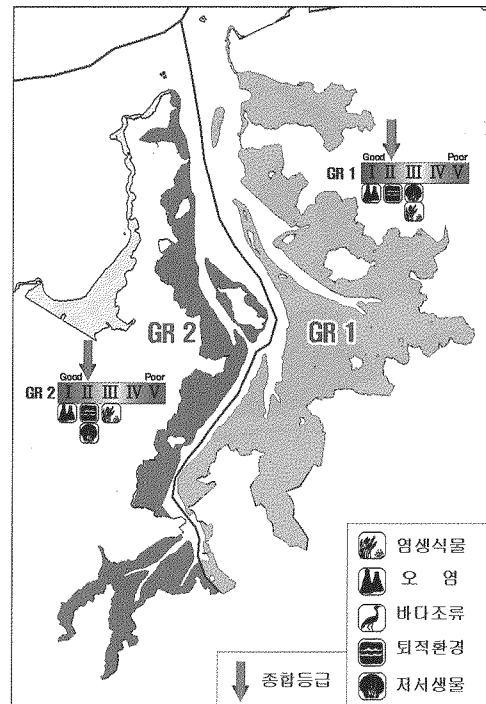 Good Poor
GR 1 I II III IV V
GR 2
GR 1
Good Poor
GR 2 I II III IV V
염생식물
오 염
바다조류
퇴적환경
저서생물
종합등급